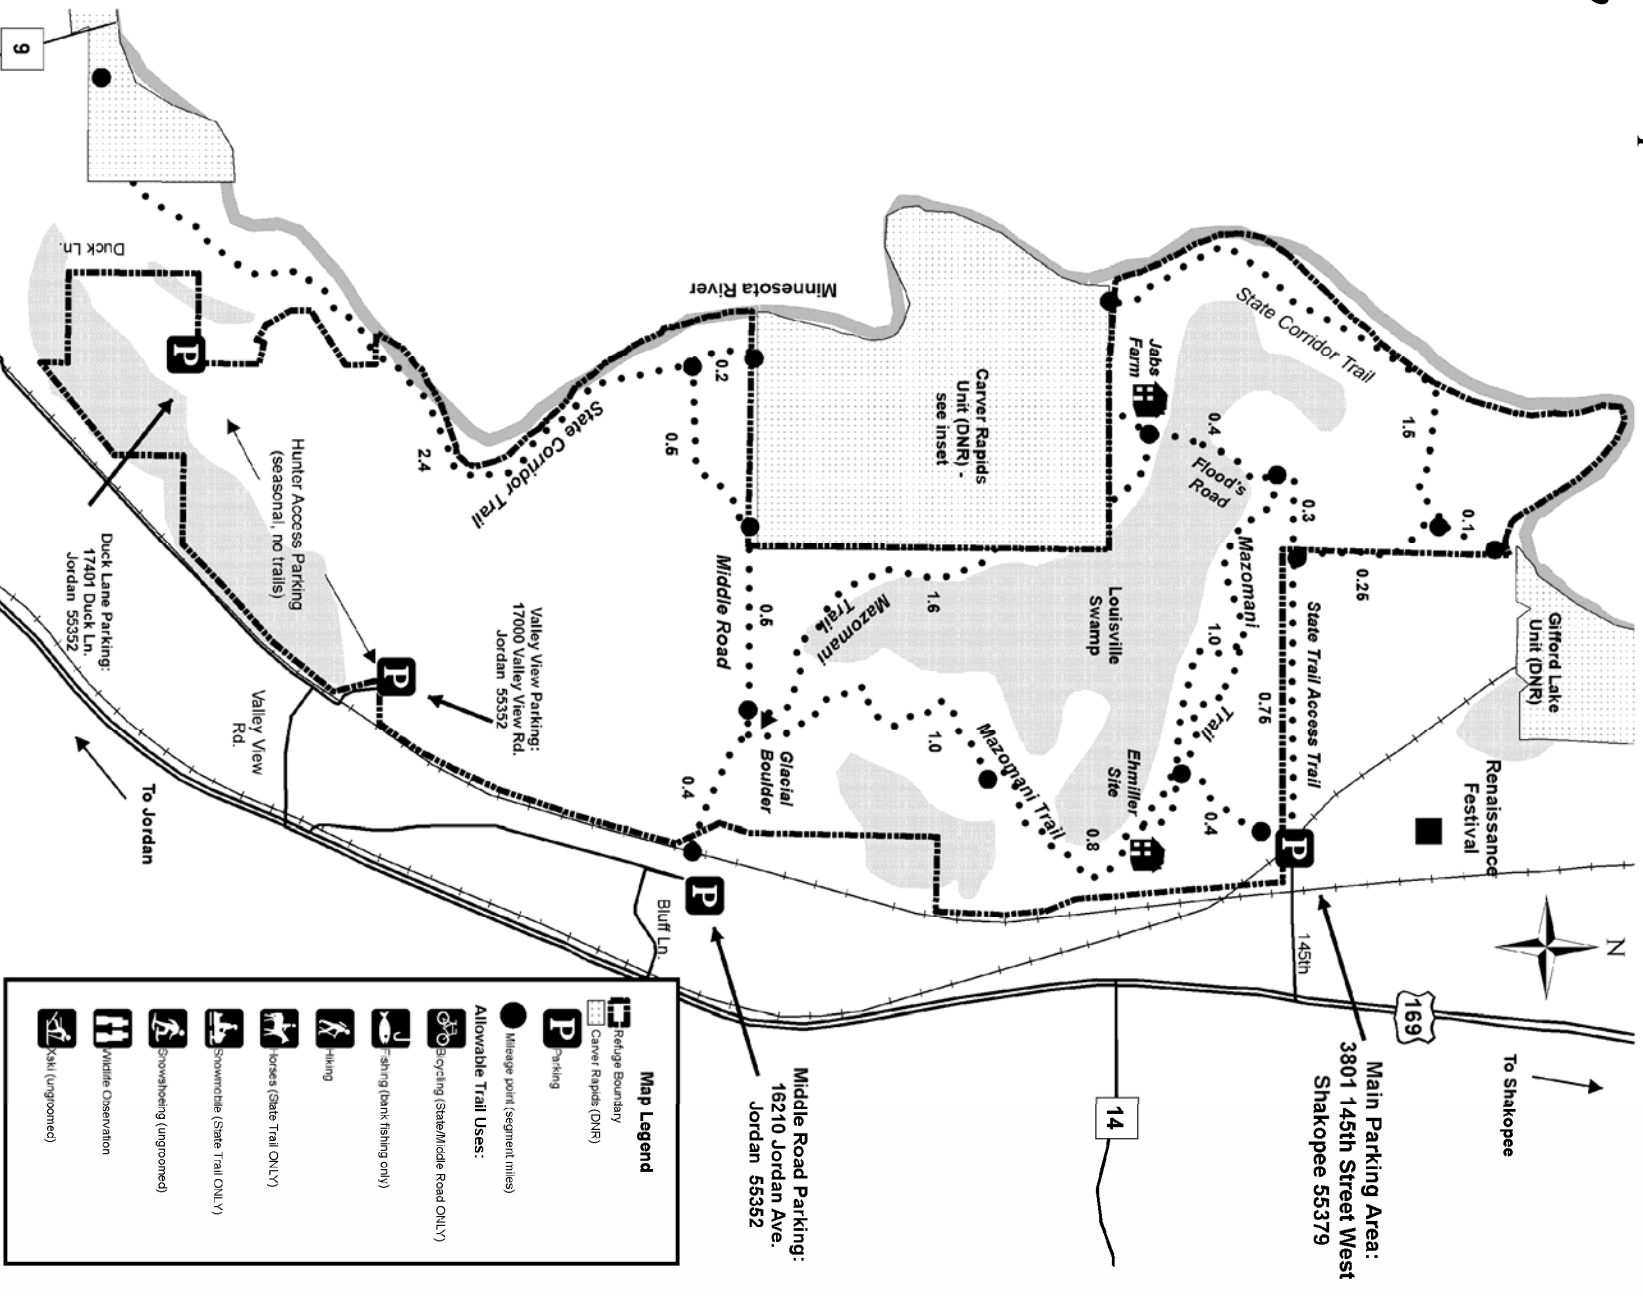 9
Duck Ln.
Minnesota River
State Corridor Trail
Gifford Lake
Unit (DNR)
Renaissance
Festival
N
To Shakopee
169
145th
Main Parking Area:
3801 145th Street West
Shakopee 55379
P
State Trail Access Trail
0.75
0.25
0.1
1.5
0.3
0.4
Flood's
Road
Jabs
Farm
Mazomani
Trail
1.0
0.4
Ehmiller
Site
0.8
Louisville
Swamp
Carver Rapids
Unit (DNR) -
see inset
Mazomani Trail
1.0
1.6
Mazomani
Trail
Glacial
Boulder
0.5
Middle Road
0.2
0.5
0.4
State Corridor Trail
2.4
14
Middle Road Parking:
16210 Jordan Ave.
Jordan 55352
P
Bluff Ln.
Valley View Parking:
17000 Valley View Rd.
Jordan 55352
P
Hunter Access Parking
(seasonal, no trails)
Valley View
Rd.
P
Duck Lane Parking:
17401 Duck Ln.
Jordan 55352
To Jordan
Map Legend
Refuge Boundary
Carver Rapids (DNR)
P
Parking
Mileage point (segment miles)
Allowable Trail Uses:
Bicycling (State/Middle Road ONLY)
Fishing (bank fishing only)
Hiking
Horses (State Trail ONLY)
Snowmobile (State Trail ONLY)
Snowshoeing (ungroomed)
Wildlife Observation
Xski (ungroomed)